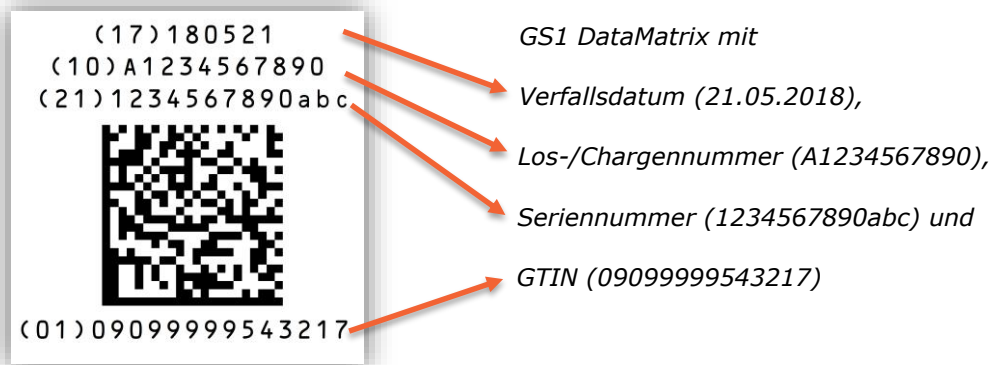 (17)180521
(10)A1234567890
(21)1234567890abc
(01)09099999543217
GS1 DataMatrix mit
Verfallsdatum (21.05.2018),
Los-/Chargennummer (A1234567890),
Seriennummer (1234567890abc) und
GTIN (09099999543217)